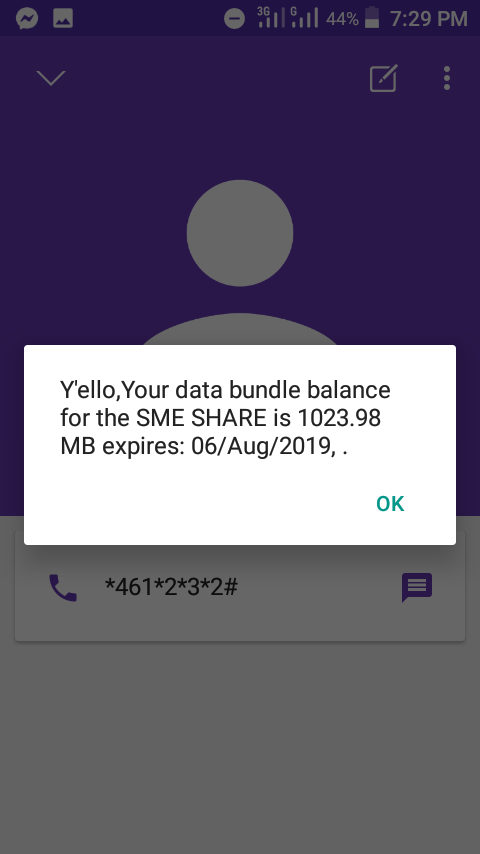 3G G 44% 7:29 PM
Y'ello,Your data bundle balance
for the SME SHARE is 1023.98
MB expires: 06/Aug/2019, .
OK
*461*2*3*2#